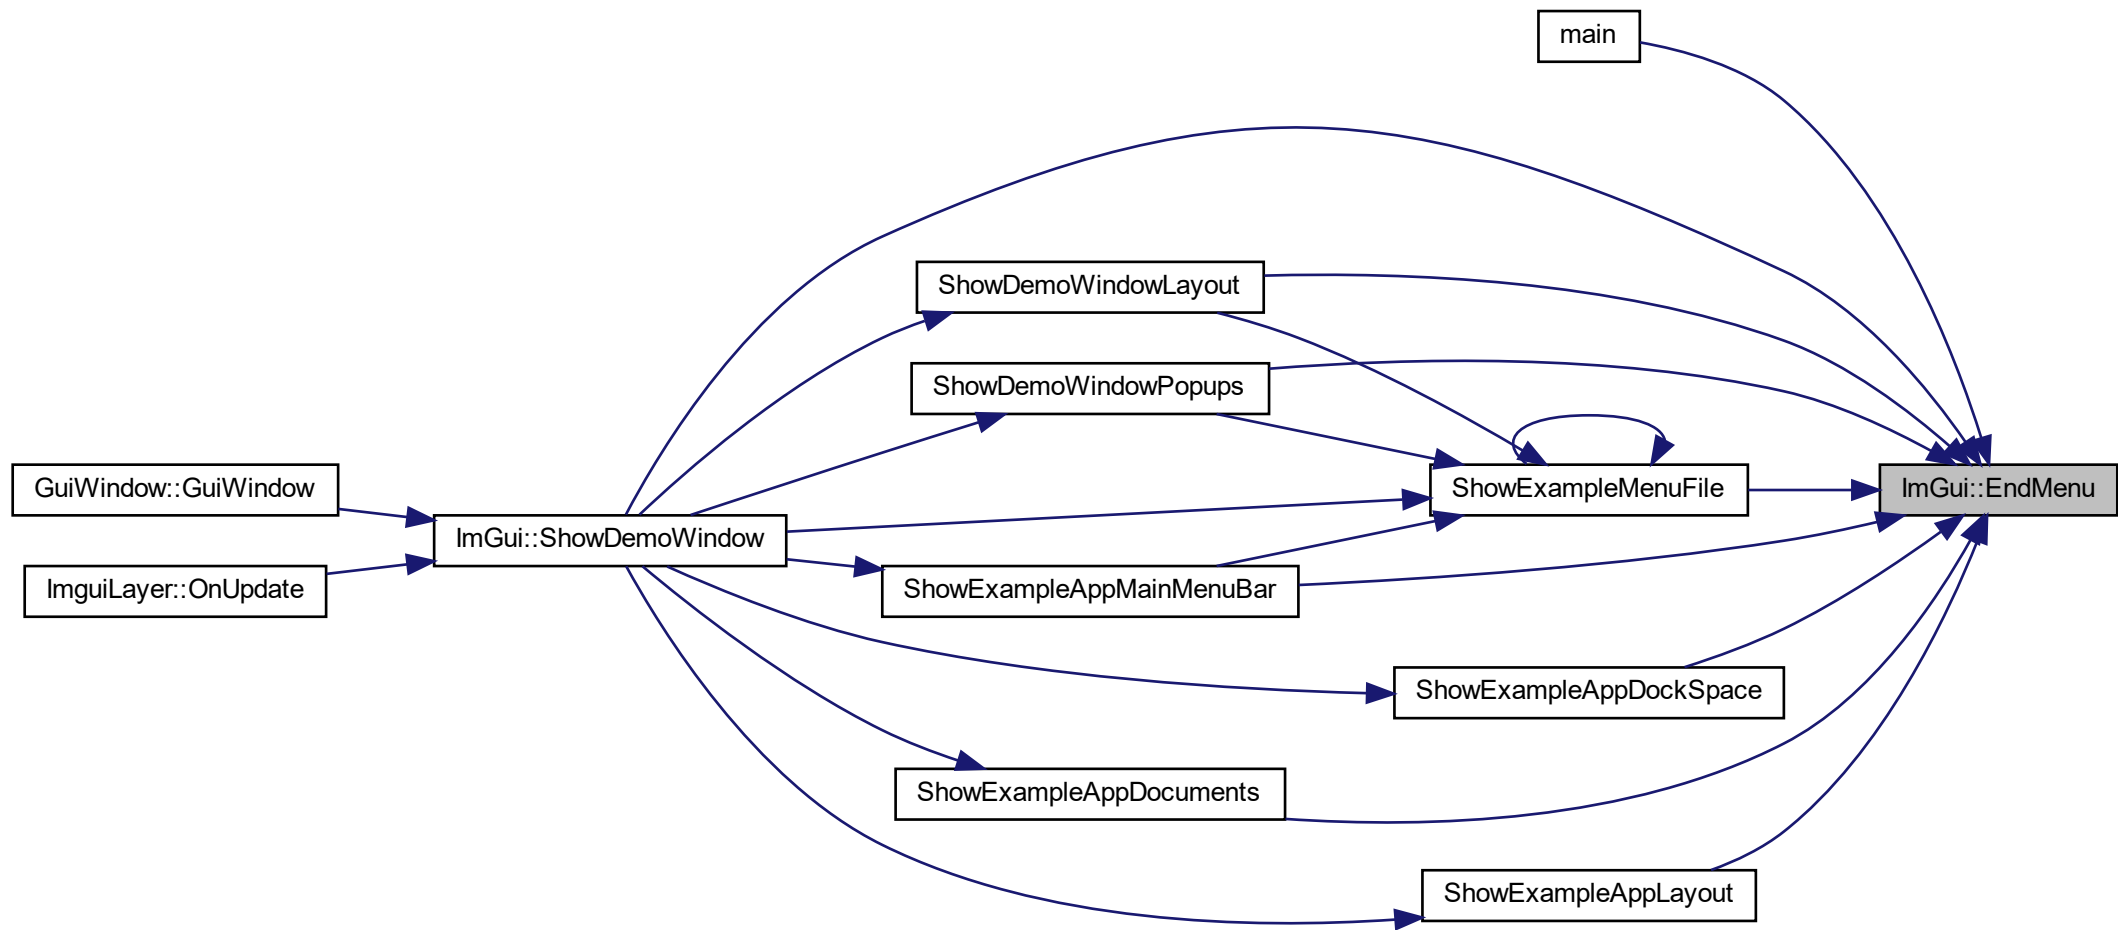 main
ShowDemoWindowLayout
ShowDemoWindowPopups
GuiWindow::GuiWindow
ShowExampleMenuFile
ImGui::EndMenu
ImGui::ShowDemoWindow
ImguiLayer::OnUpdate
ShowExampleAppMainMenuBar
ShowExampleAppDockSpace
ShowExampleAppDocuments
ShowExampleAppLayout